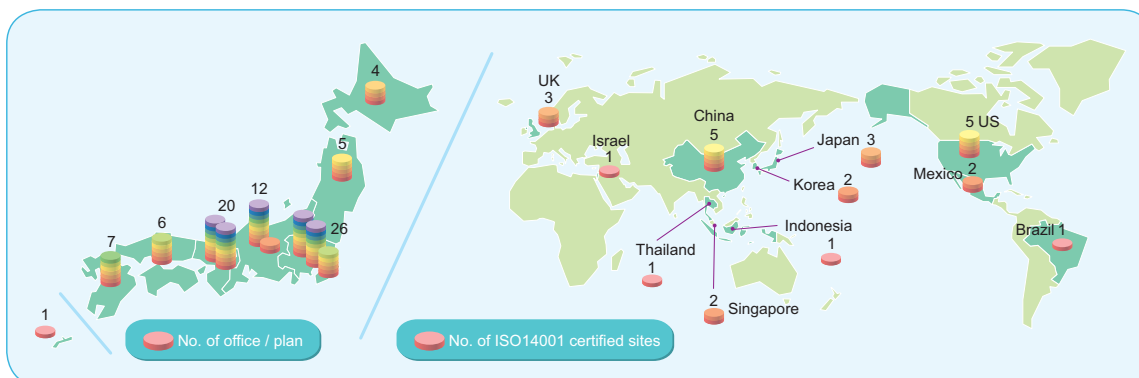 4
5
12
20
6
26
7
1
No. of office / plan
UK
3
Israel
1
China
5
Japan
3
Korea
2
Indonesia
1
Thailand
1
2
Singapore
5 US
Mexico 2
Brazil 1
No. of ISO14001 certified sites